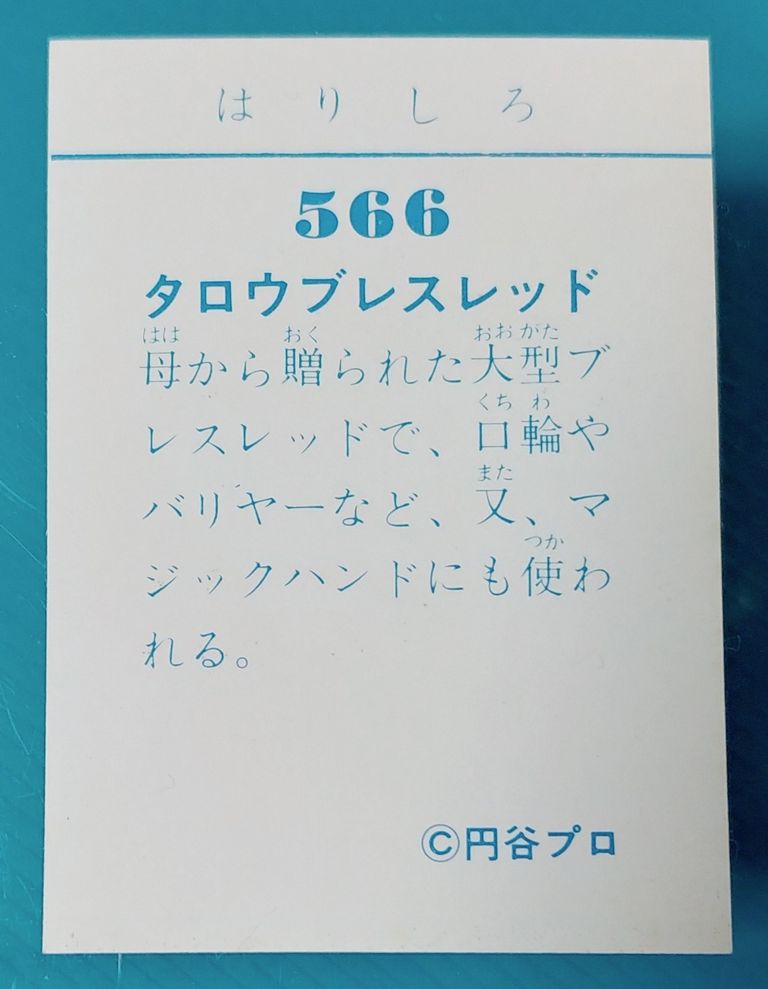 はりしろ
566
タロウブレスレッド
はは おく おおがた
母から贈られた大型ブ
くち わ
レスレッドで、口輪や
また
バリヤーなど、又、マ
つか
ジックハンドにも使わ
れる。
©円谷プロ